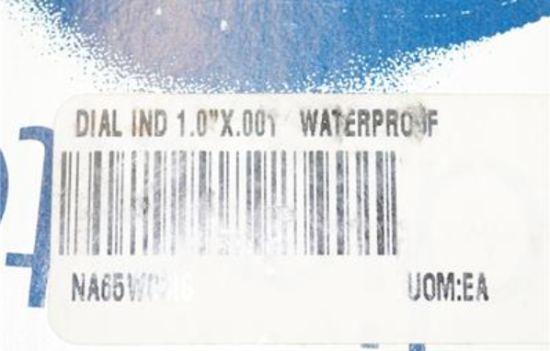 DIAL IND 1.0"X.001 WATERPROOF
UOM:EA